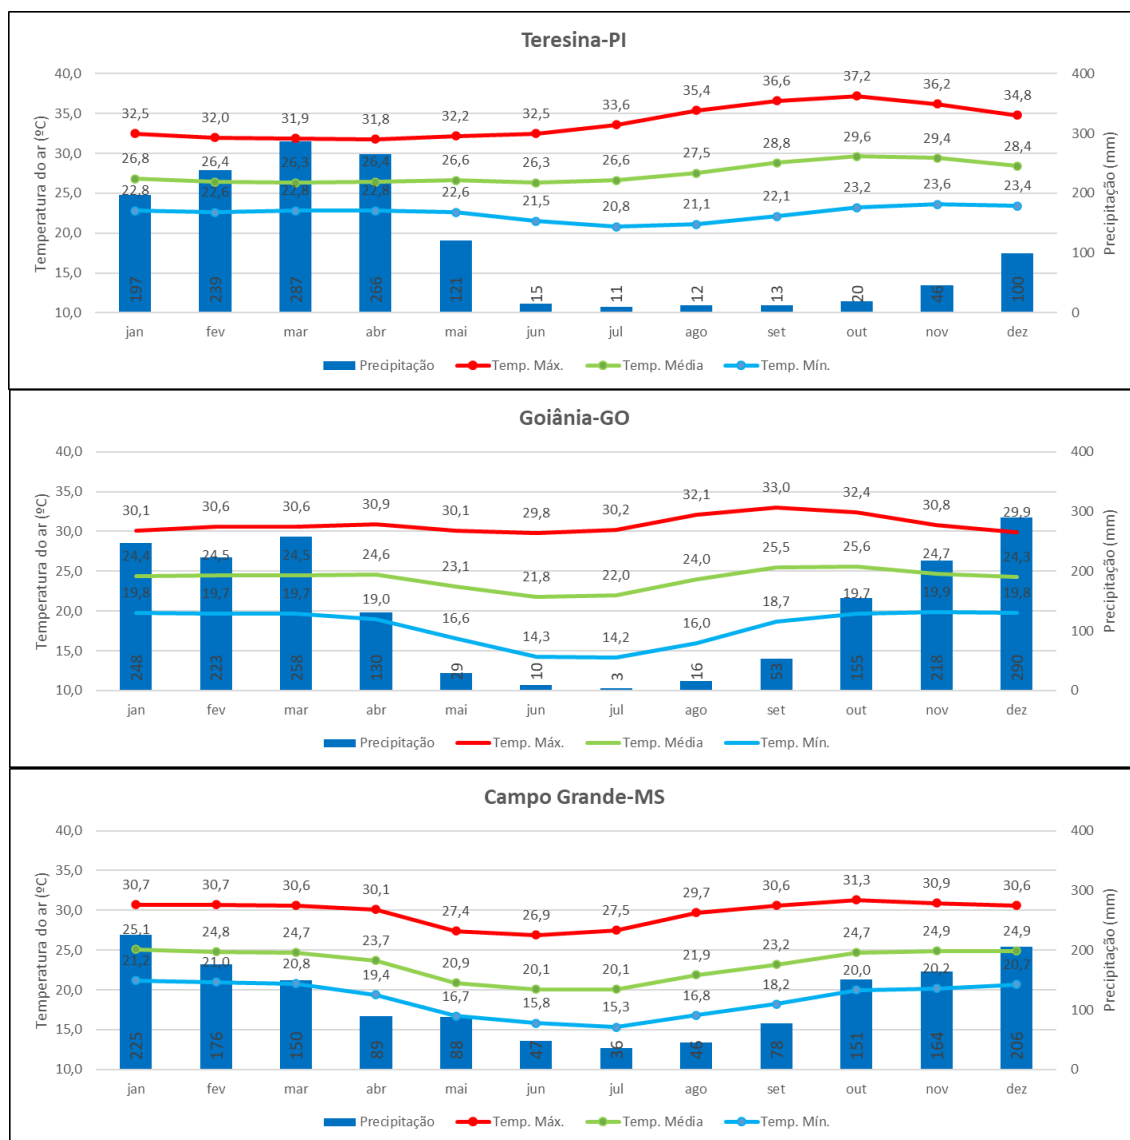 Teresina-PI
Temperatura do ar (ºC)
Precipitação (mm)
40,0 400
35,0
30,0 300
25,0 200
20,0
15,0 100
10,0 0
32,5 32,0 31,9 31,8 32,2 32,5 33,6 35,4 36,6 37,2 36,2 34,8
26,8 26,4 26,3 26,4 26,6 26,3 26,6 27,5 28,8 29,6 29,4 28,4
22,8 22,6 22,8 22,8 22,6 21,5 20,8 21,1 22,1 23,2 23,6 23,4
197 239 287 266 121 15 11 12 13 20 46 100
jan fev mar abr mai jun jul ago set out nov dez
Precipitação Temp. Máx. Temp. Média Temp. Mín.
Goiânia-GO
Temperatura do ar (ºC)
Precipitação (mm)
40,0 400
35,0
30,0 300
25,0 200
20,0
15,0 100
10,0 0
30,1 30,6 30,6 30,9 30,1 29,8 30,2 32,1 33,0 32,4 30,8 29,9
24,4 24,5 24,5 24,6 23,1 21,8 22,0 24,0 25,5 25,6 24,7 24,3
19,8 19,7 19,7 19,0 16,6 14,3 14,2 16,0 18,7 19,7 19,9 19,8
248 223 258 130 29 10 3 16 53 155 218 290
jan fev mar abr mai jun jul ago set out nov dez
Precipitação Temp. Máx. Temp. Média Temp. Mín.
Campo Grande-MS
Temperatura do ar (ºC)
Precipitação (mm)
40,0 400
35,0
30,0 300
25,0 200
20,0
15,0 100
10,0 0
30,7 30,7 30,6 30,1 27,4 26,9 27,5 29,7 30,6 31,3 30,9 30,6
25,1 24,8 24,7 23,7 20,9 20,1 20,1 21,9 23,2 24,7 24,9 24,9
21,2 21,0 20,8 19,4 16,7 15,8 15,3 16,8 18,2 20,0 20,2 20,7
225 176 150 89 88 47 36 46 78 151 164 206
jan fev mar abr mai jun jul ago set out nov dez
Precipitação Temp. Máx. Temp. Média Temp. Mín.